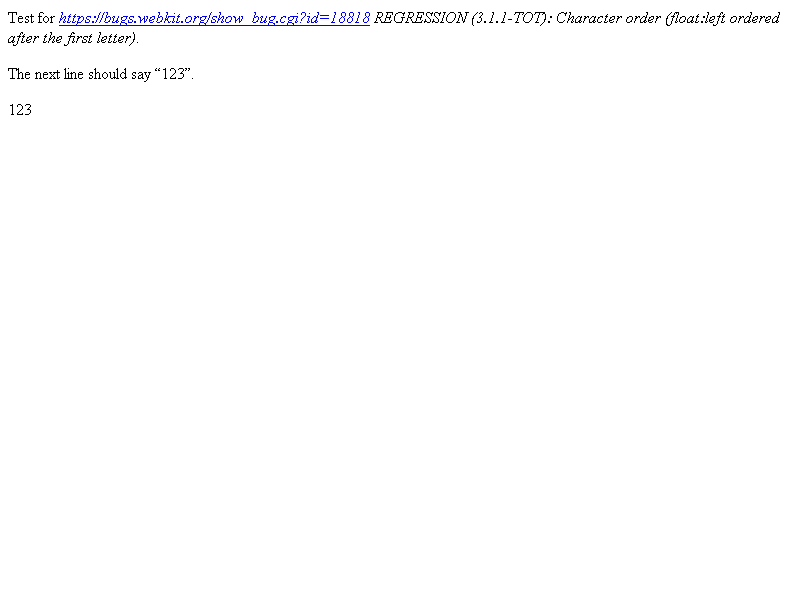 Test for https://bugs.webkit.org/show_bug.cgi?id=18818 REGRESSION (3.1.1-TOT): Character order (float:left ordered
after the first letter).
The next line should say “123”.
123